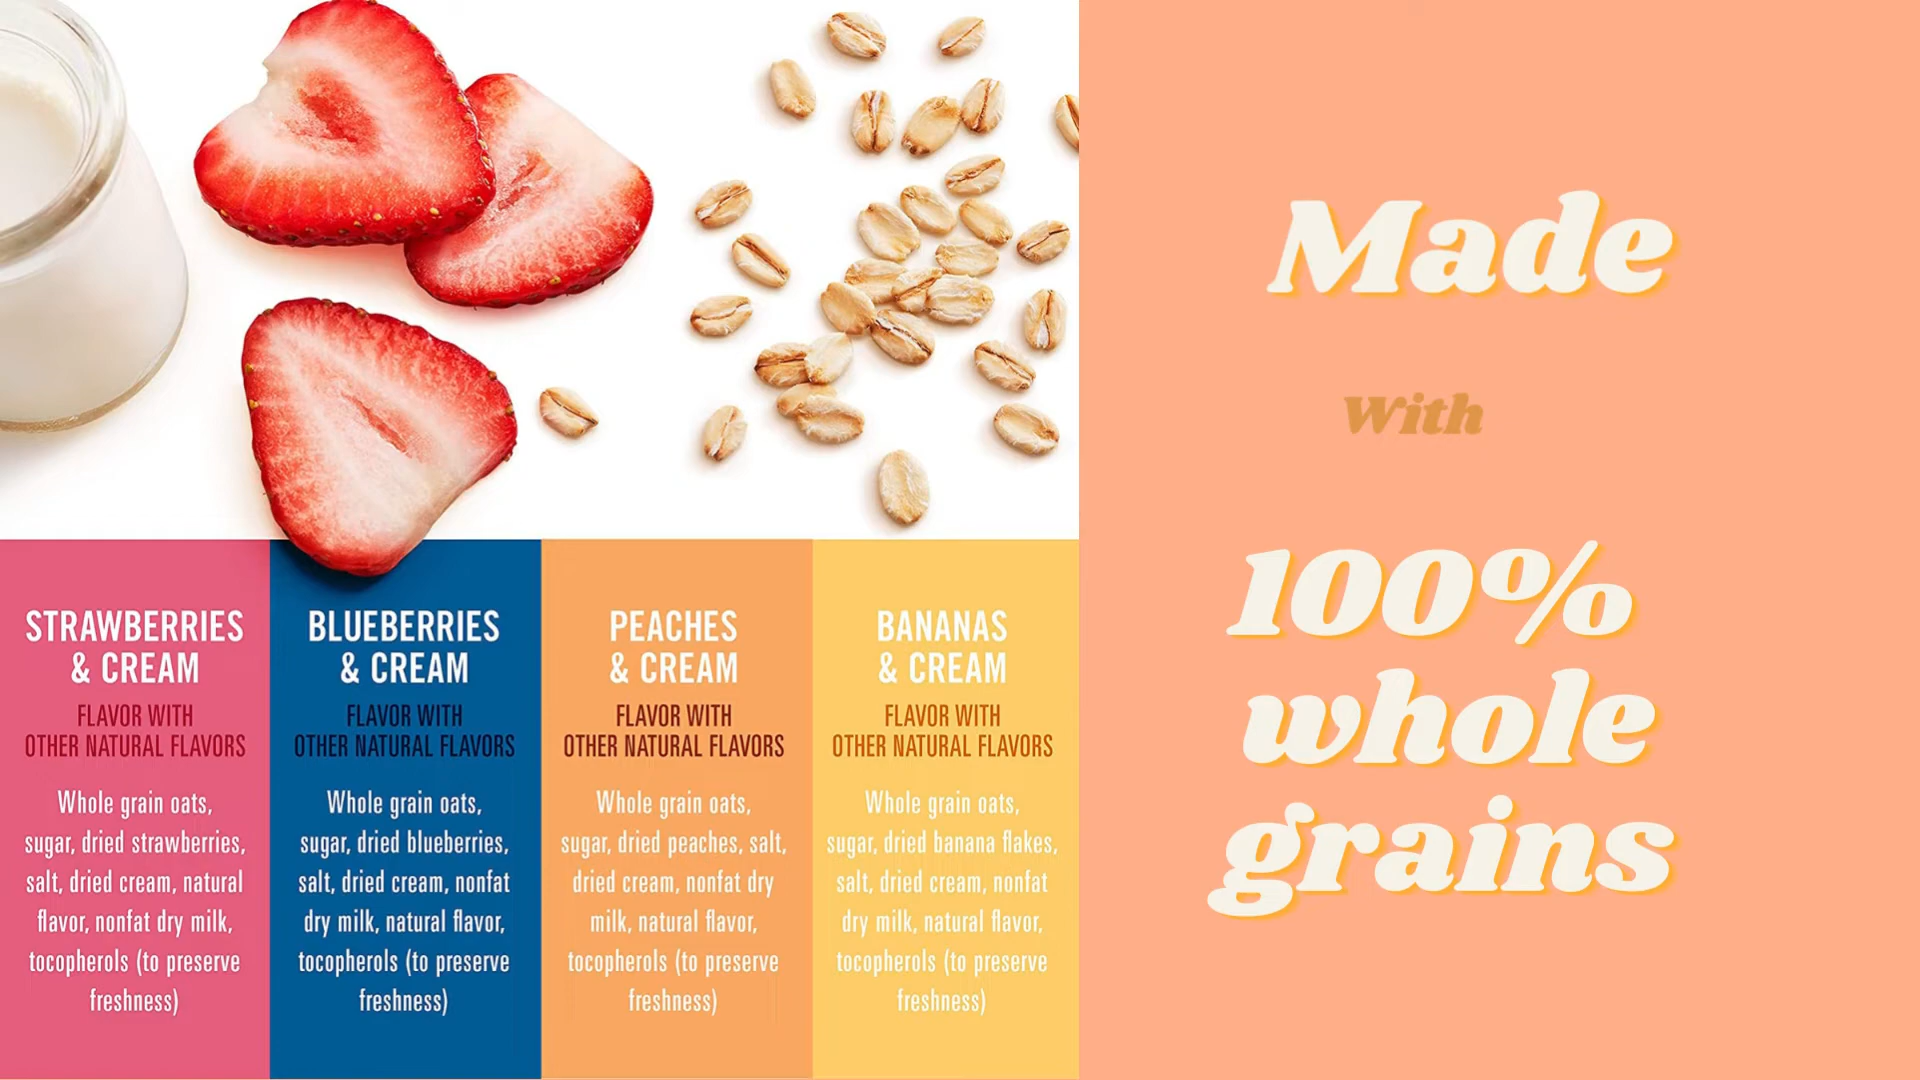 STRAWBERRIES
& CREAM
FLAVOR WITH
OTHER NATURAL FLAVORS
Whole grain oats,
sugar, dried strawberries,
salt, dried cream, natural
flavor, nonfat dry milk,
tocopherols (to preserve
freshness)
BLUEBERRIES
& CREAM
FLAVOR WITH
OTHER NATURAL FLAVORS
Whole grain oats,
sugar, dried blueberries,
salt, dried cream, nonfat
dry milk, natural flavor,
tocopherols (to preserve
freshness)
PEACHES
& CREAM
FLAVOR WITH
OTHER NATURAL FLAVORS
Whole grain oats,
sugar, dried peaches, salt,
dried cream, nonfat dry
milk, natural flavor,
tocopherols (to preserve
freshness)
BANANAS
& CREAM
FLAVOR WITH
OTHER NATURAL FLAVORS
Whole grain oats,
sugar, dried banana flakes,
salt, dried cream, nonfat
dry milk, natural flavor,
tocopherols (to preserve
freshness)
Made
With
100%
whole
grains